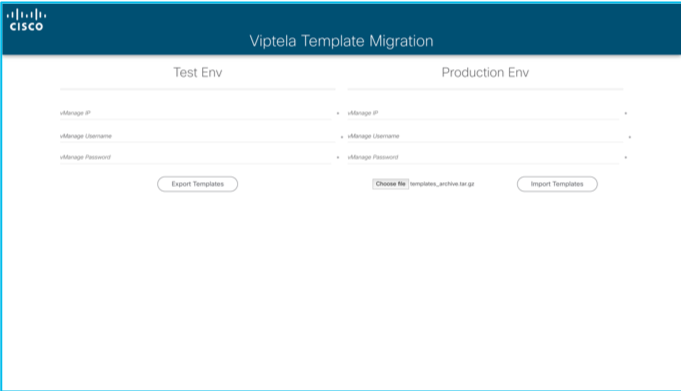 CISCO
Viptela Template Migration
Test Env
Production Env
vManage IP *
vManage IP *
vManage Username *
vManage Username *
vManage Password *
vManage Password *
Export Templates
Choose file templates_archive.tar.gz
Import Templates